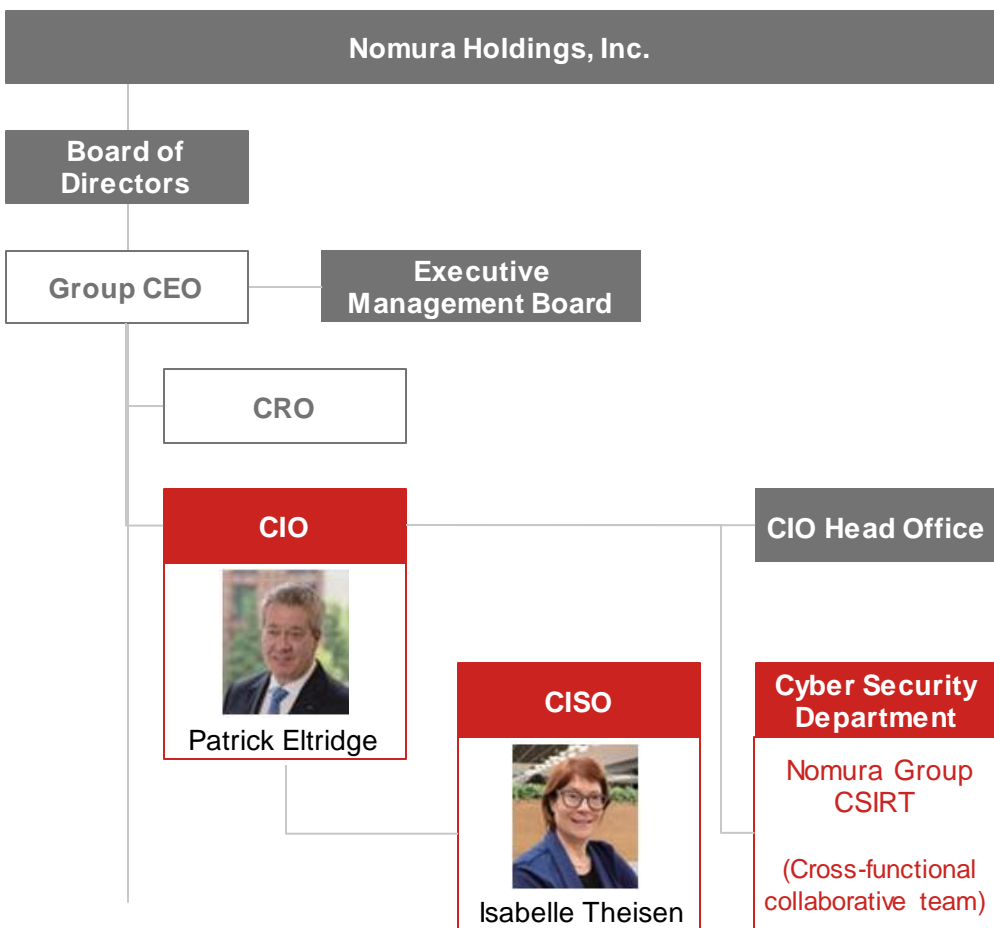 Nomura Holdings, Inc.
Board of
Directors
Group CEO
Executive
Management Board
CRO
CIO
CIO Head Office
Patrick Eltridge
CISO
Isabelle Theisen
Cyber Security
Department
Nomura Group
CSIRT
(Cross-functional
collaborative team)